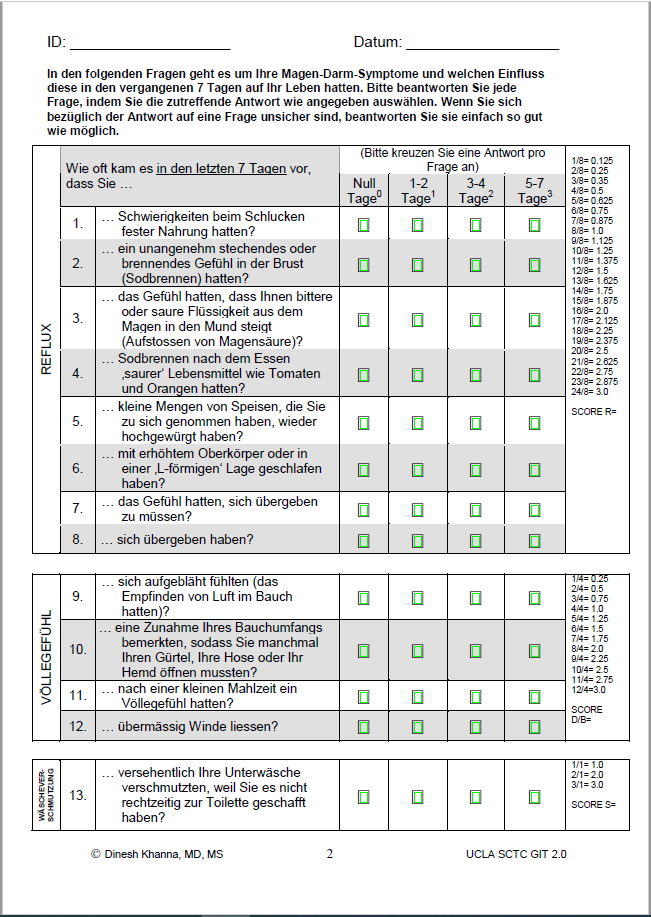 ID: ____________________ Datum: ____________________
In den folgenden Fragen geht es um Ihre Magen-Darm-Symptome und welchen Einfluss
diese in den vergangenen 7 Tagen auf Ihr Leben hatten. Bitte beantworten Sie jede
Frage, indem Sie die zutreffende Antwort wie angegeben auswählen. Wenn Sie sich
bezüglich der Antwort auf eine Frage unsicher sind, beantworten Sie sie einfach so gut
wie möglich.
REFLUX
Wie oft kam es in den letzten 7 Tagen vor,
dass Sie …
(Bitte kreuzen Sie eine Antwort pro
Frage an)
Null 1-2 3-4 5-7
Tage⁰ Tage¹ Tage² Tage³
1. … Schwierigkeiten beim Schlucken
fester Nahrung hatten?
2. … ein unangenehm stechendes oder
brennendes Gefühl in der Brust
(Sodbrennen) hatten?
3. … das Gefühl hatten, dass Ihnen bittere
oder saure Flüssigkeit aus dem
Magen in den Mund steigt
(Aufstossen von Magensäure)?
4. … Sodbrennen nach dem Essen
‚saurer‘ Lebensmittel wie Tomaten
und Orangen hatten?
5. … kleine Mengen von Speisen, die Sie
zu sich genommen haben, wieder
hochgewürgt haben?
6. … mit erhöhtem Oberkörper oder in
einer ‚L-förmigen‘ Lage geschlafen
haben?
7. … das Gefühl hatten, sich übergeben
zu müssen?
8. … sich übergeben haben?
1/8= 0.125
2/8= 0.25
3/8= 0.35
4/8= 0.5
5/8= 0.625
6/8= 0.75
7/8= 0.875
8/8= 1.0
9/8= 1.125
10/8= 1.25
11/8= 1.375
12/8= 1.5
13/8= 1.625
14/8= 1.75
15/8= 1.875
16/8= 2.0
17/8= 2.125
18/8= 2.25
19/8= 2.375
20/8= 2.5
21/8= 2.625
22/8= 2.75
23/8= 2.875
24/8= 3.0
SCORE R=
VÖLLEGEFÜHL
9. … sich aufgebläht fühlten (das
Empfinden von Luft im Bauch
hatten)?
10. … eine Zunahme Ihres Bauchumfangs
bemerkten, sodass Sie manchmal
Ihren Gürtel, Ihre Hose oder Ihr
Hemd öffnen mussten?
11. … nach einer kleinen Mahlzeit ein
Völlegefühl hatten?
12. … übermässig Winde liessen?
1/4= 0.25
2/4= 0.5
3/4= 0.75
4/4= 1.0
5/4= 1.25
6/4= 1.5
7/4= 1.75
8/4= 2.0
9/4= 2.25
10/4= 2.5
11/4= 2.75
12/4=3.0
SCORE
D/B=
WÄSCHEVER-
SCHMUTZUNG
13. … versehentlich Ihre Unterwäsche
verschmutzten, weil Sie es nicht
rechtzeitig zur Toilette geschafft
haben?
1/1= 1.0
2/1= 2.0
3/1= 3.0
SCORE S=
© Dinesh Khanna, MD, MS 2 UCLA SCTC GIT 2.0